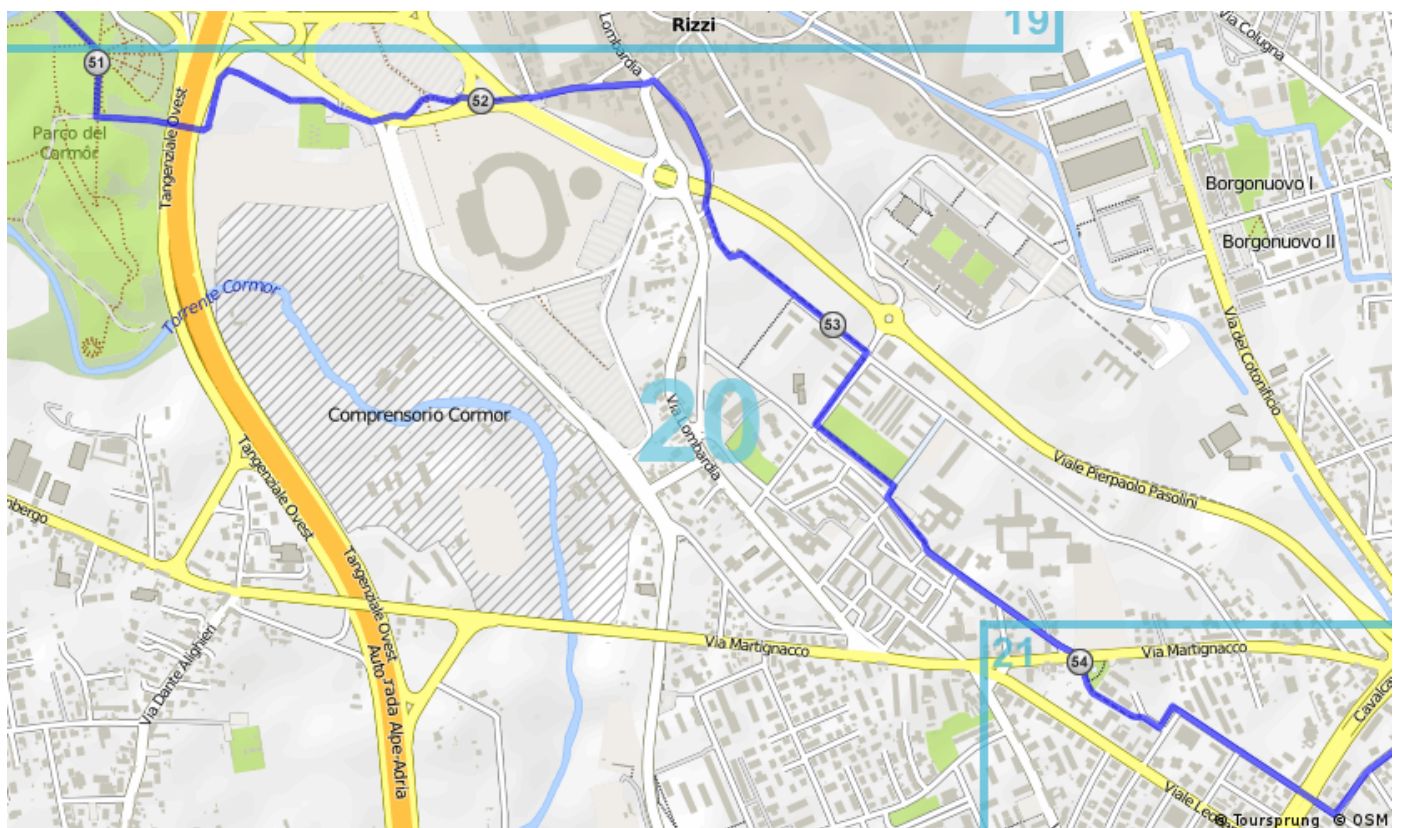 Rizzi
19
Via Colugna
51
Lombardia
52
Parco del
Cormôr
Tangenziale Ovest
Borgonuovo I
Borgonuovo II
Torrente Cormor
53
Via del Cotonificio
Comprensorio Cormor
20
Via Lombardia
Viale Pierpaolo Pasolini
Tangenziale Ovest
Tangenziale Ovest
Via Dante Alighieri
Via Martignacco
21
54
Via Martignacco
Alpe-Adria
© Toursprung © OSM